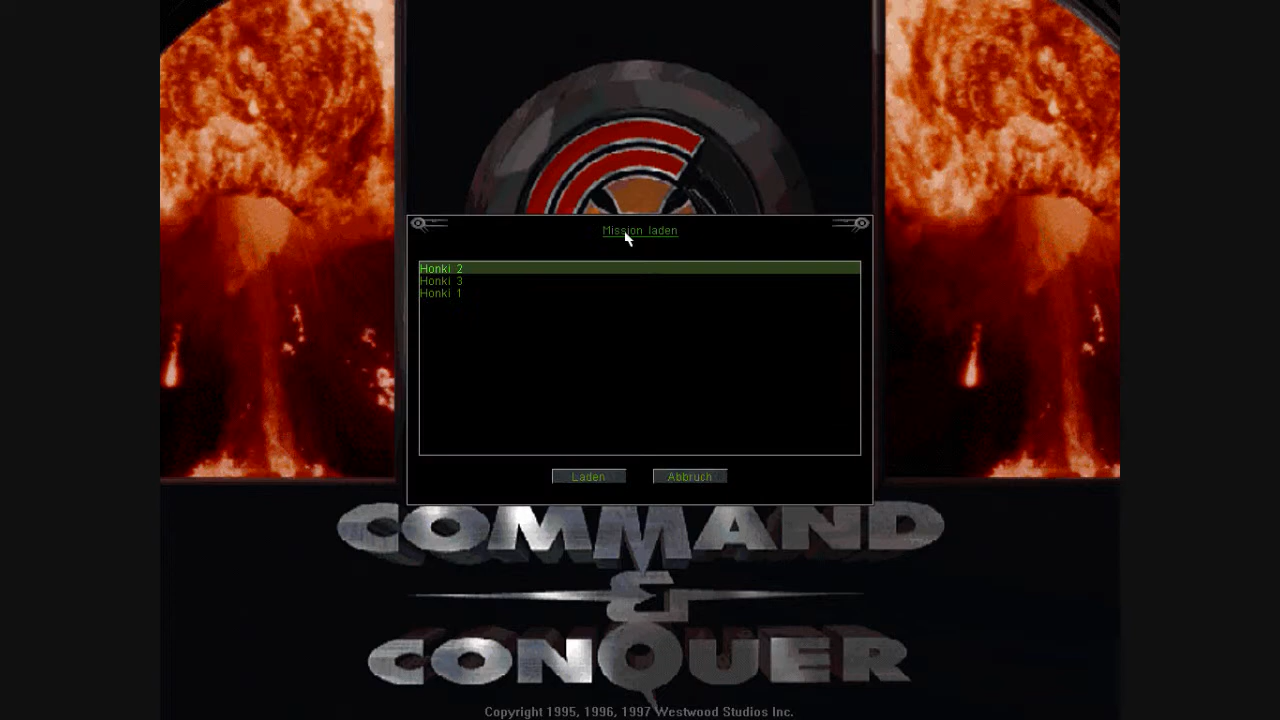 Mission laden
Honki 2
Honki 3
Honki 1
Laden
Abbruch
COMMAND
&
CONQUER
Copyright 1995, 1996, 1997 Westwood Studios Inc.